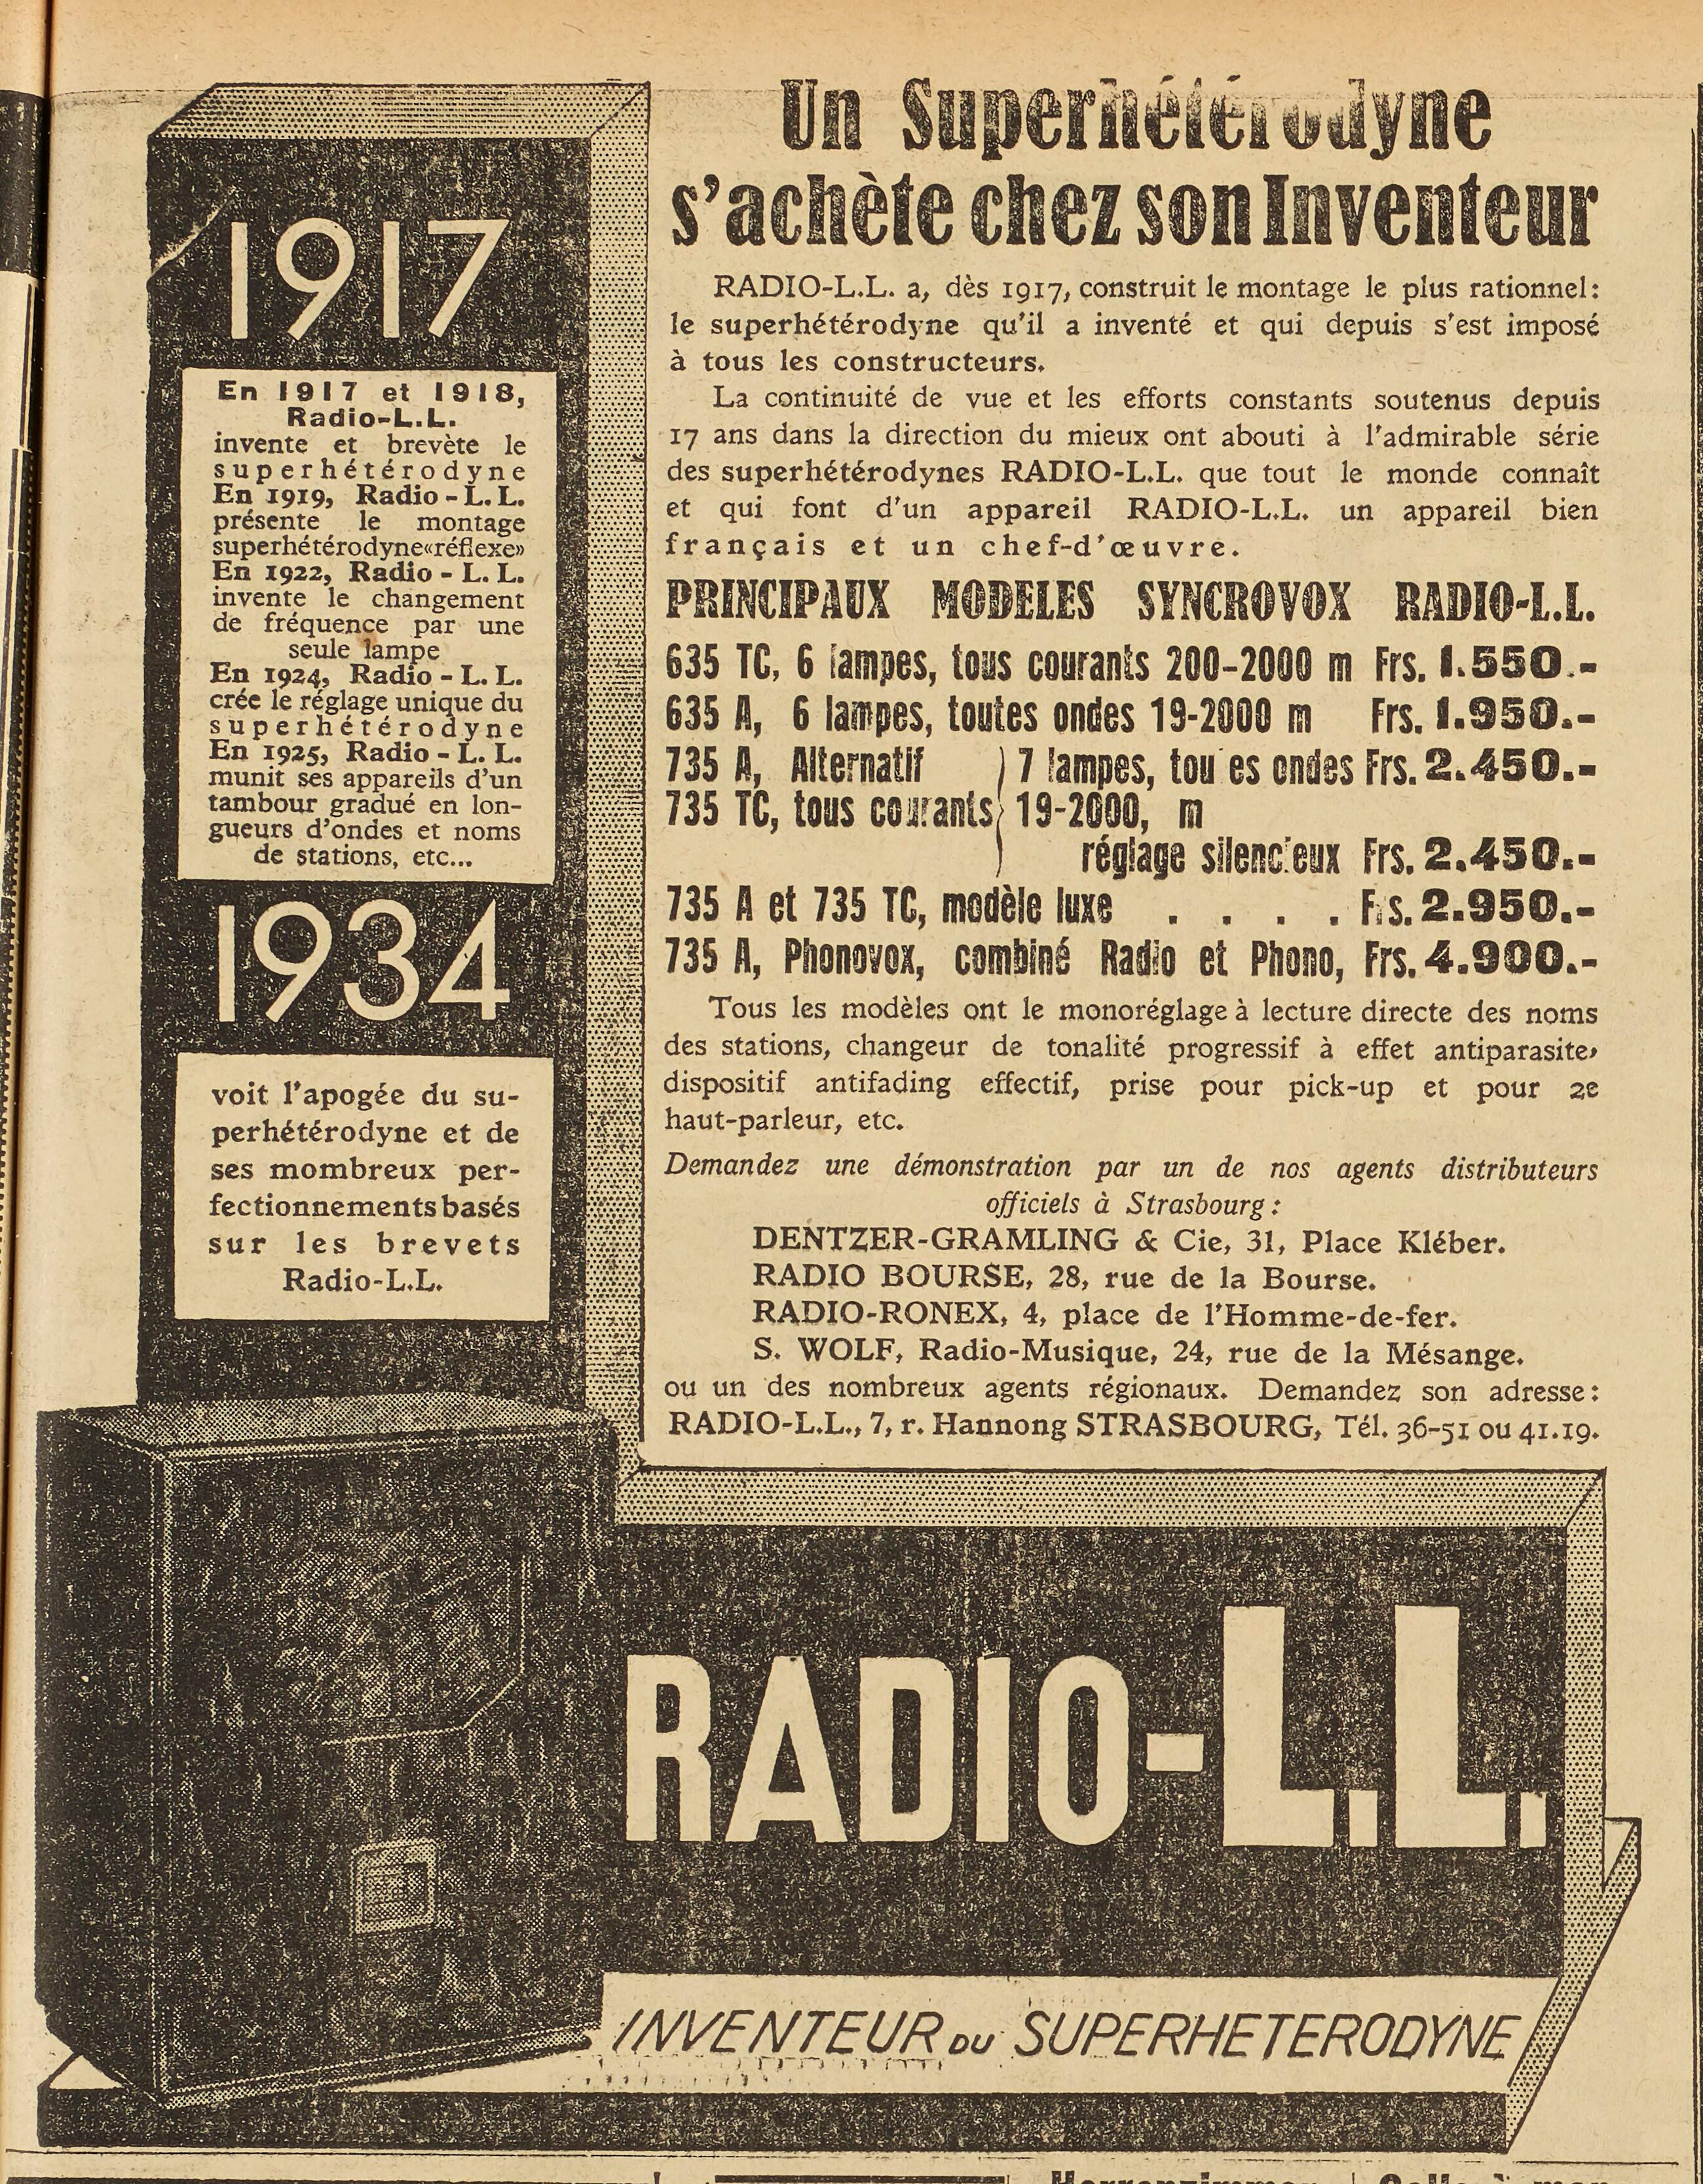 1917
En 1917 et 1918,
Radio-L.L.
invente et brevète le
superhétérodyne
En 1919, Radio-L.L.
présente le montage
superhétérodyne«réflexe»
En 1922, Radio-L.L.
invente le changement
de fréquence par une
seule lampe
En 1924, Radio-L.L.
crée le réglage unique du
superhétérodyne
En 1925, Radio-L.L.
munit ses appareils d'un
tambour gradué en lon-
gueurs d'ondes et noms
de stations, etc...
1934
voit l'apogée du su-
perhétérodyne et de
ses mombreux per-
fectionnements basés
sur les brevets
Radio-L.L.
Un Superhétérodyne
s'achète chez son Inventeur
RADIO-L.L. a, dès 1917, construit le montage le plus rationnel:
le superhétérodyne qu'il a inventé et qui depuis s'est imposé
à tous les constructeurs.
La continuité de vue et les efforts constants soutenus depuis
17 ans dans la direction du mieux ont abouti à l'admirable série
des superhétérodynes RADIO-L.L. que tout le monde connaît
et qui font d'un appareil RADIO-L.L. un appareil bien
français et un chef-d'œuvre.
PRINCIPAUX MODELES SYNCROVOX RADIO-L.L.
635 TC, 6 lampes, tous courants 200-2000 m Frs. 1.550.-
635 A, 6 lampes, toutes ondes 19-2000 m Frs. 1.950.-
735 A, Alternatif } 7 lampes, toutes ondes Frs. 2.450.-
735 TC, tous courants } 19-2000, m
réglage silencieux Frs. 2.450.-
735 A et 735 TC, modèle luxe . . . . Frs. 2.950.-
735 A, Phonovox, combiné Radio et Phono, Frs. 4.900.-
Tous les modèles ont le monoréglage à lecture directe des noms
des stations, changeur de tonalité progressif à effet antiparasite,
dispositif antifading effectif, prise pour pick-up et pour 2e
haut-parleur, etc.
Demandez une démonstration par un de nos agents distributeurs
officiels à Strasbourg:
DENTZER-GRAMLING & Cie, 31, Place Kléber.
RADIO BOURSE, 28, rue de la Bourse.
RADIO-RONEX, 4, place de l'Homme-de-fer.
S. WOLF, Radio-Musique, 24, rue de la Mésange.
ou un des nombreux agents régionaux. Demandez son adresse:
RADIO-L.L., 7, r. Hannong STRASBOURG, Tél. 36-51 ou 41.19.
RADIO-L.L.
INVENTEUR DU SUPERHETERODYNE